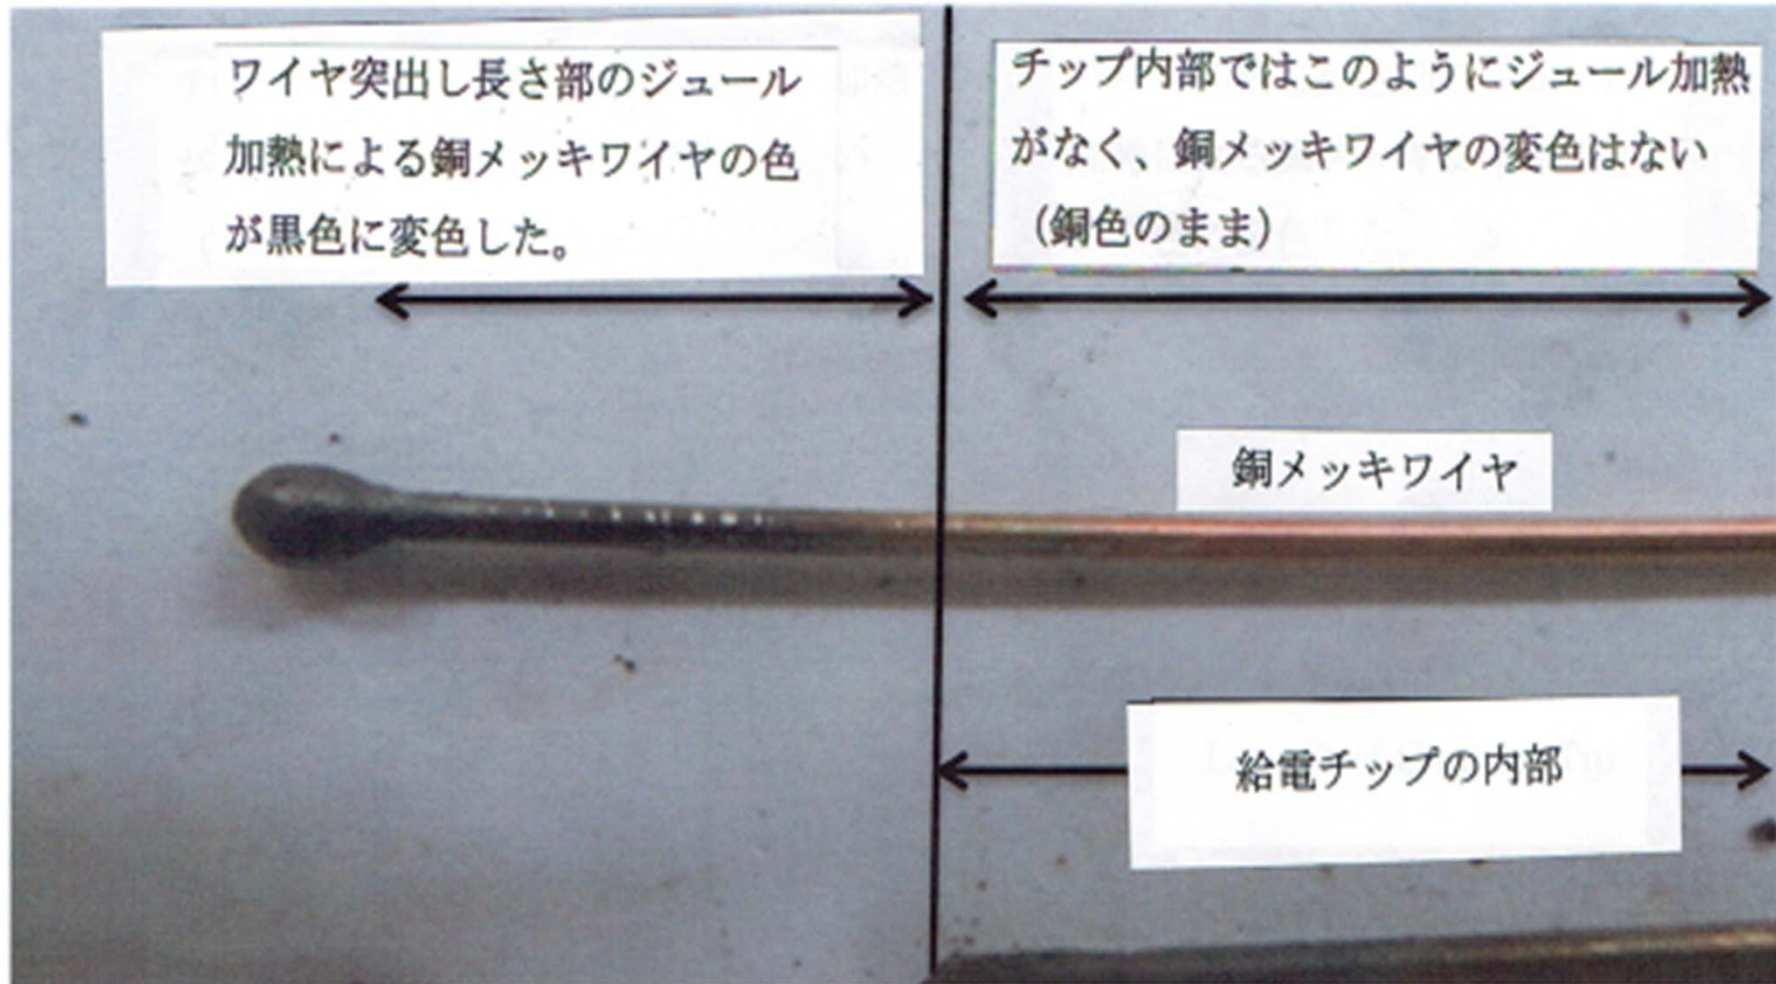 ワイヤ突出し長さ部のジュール
加熱による銅メッキワイヤの色
が黒色に変色した。
チップ内部ではこのようにジュール加熱
がなく、銅メッキワイヤの変色はない
（銅色のまま）
銅メッキワイヤ
給電チップの内部